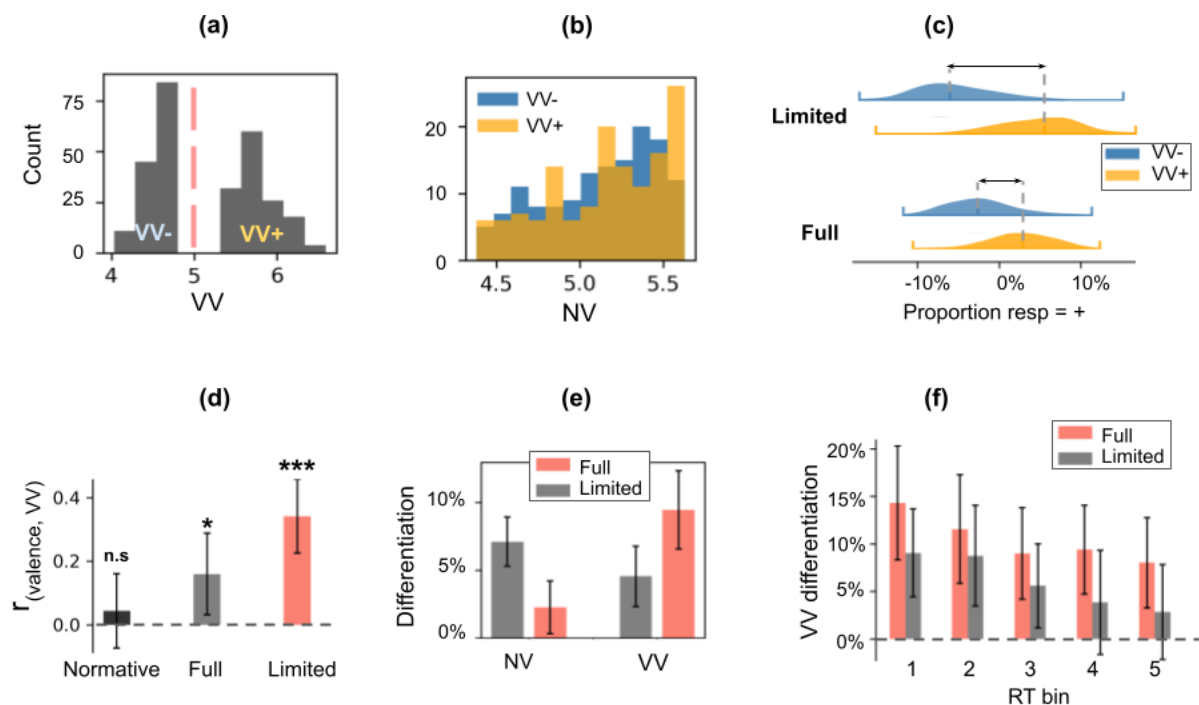 (a)
Count
75
50
25
0
VV-
VV+
4
5
6
VV
(b)
20
10
0
VV-
VV+
4.5
5.0
5.5
NV
(c)
Limited
Full
VV-
VV+
-10%
0%
10%
Proportion resp = +
(d)
r(valence, VV)
0.4
0.2
0.0
n.s
*
***
Normative
Full
Limited
(e)
Differentiation
10%
5%
0%
Full
Limited
NV
VV
(f)
VV differentiation
20%
15%
10%
5%
0%
Full
Limited
1
2
3
4
5
RT bin